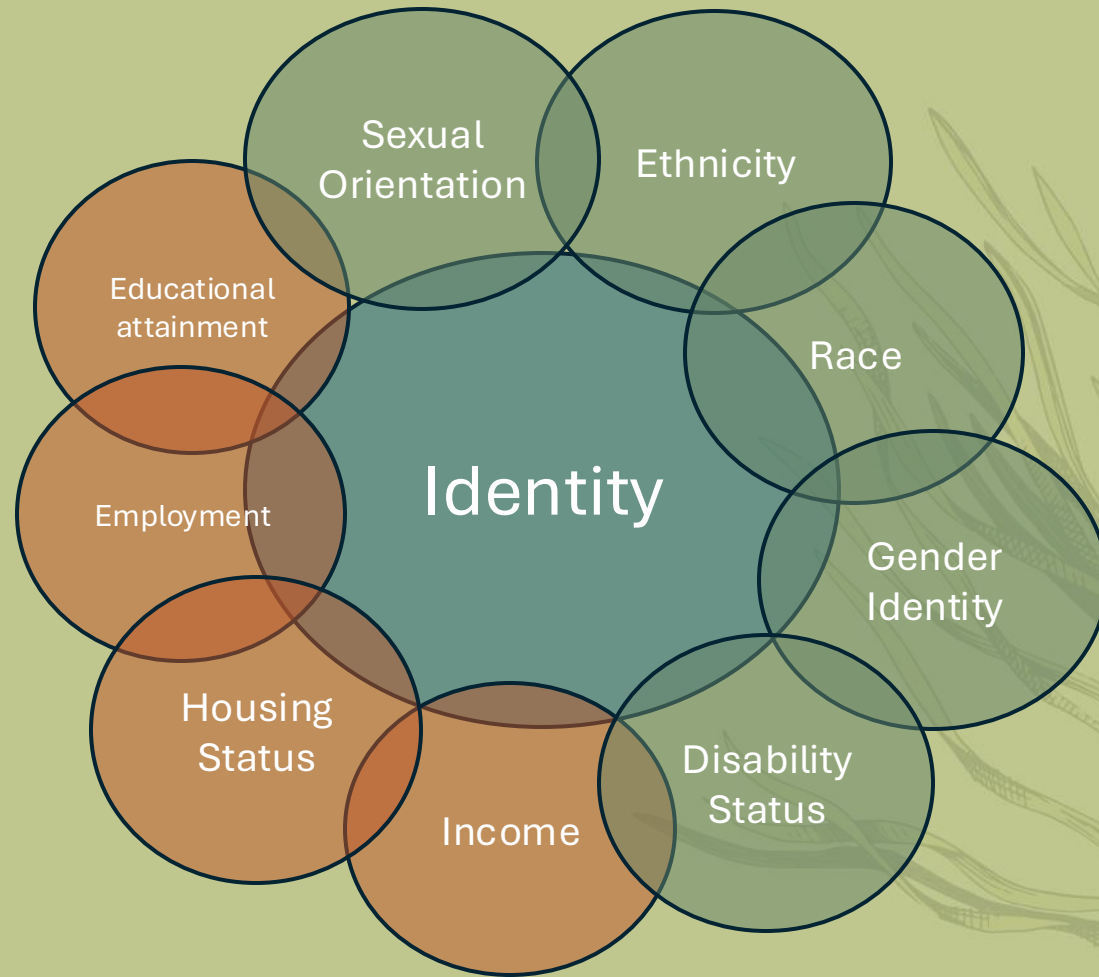 Sexual
Orientation
Ethnicity
Educational
attainment
Race
Identity
Employment
Gender
Identity
Housing
Status
Disability
Status
Income